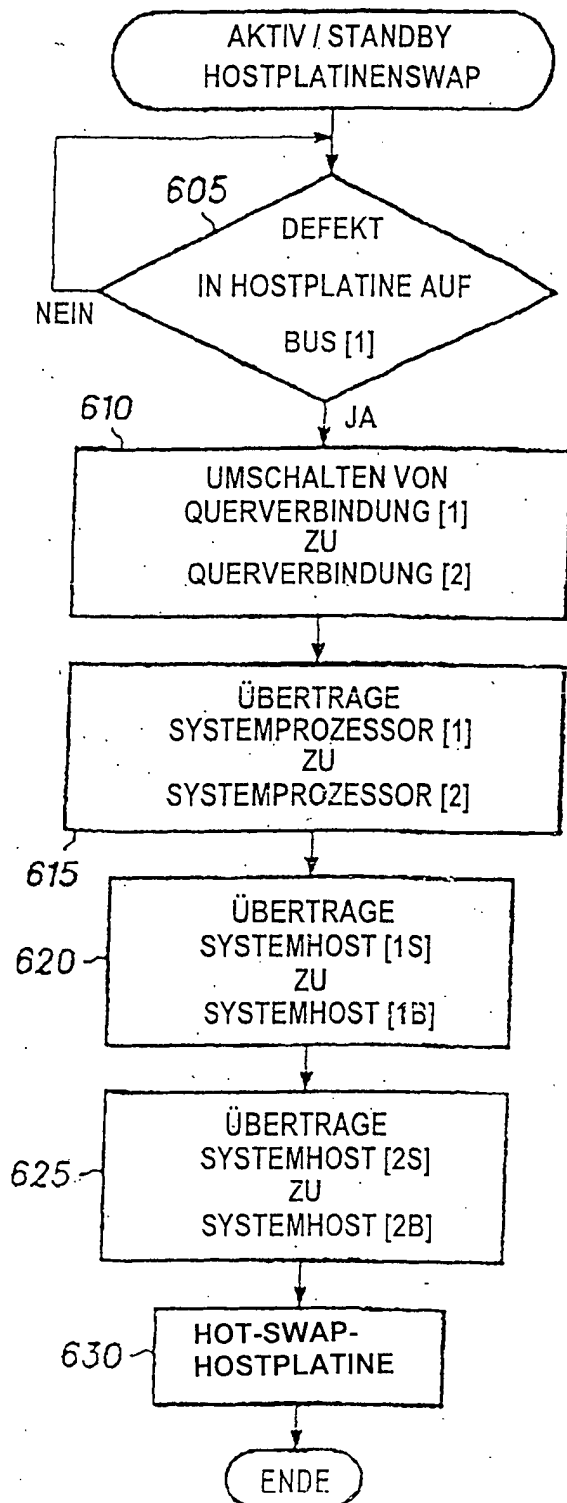 AKTIV / STANDBY
HOSTPLATINENSWAP
605
DEFEKT
IN HOSTPLATINE AUF
BUS [1]
NEIN
JA
610
UMSCHALTEN VON
QUERVERBINDUNG [1]
ZU
QUERVERBINDUNG [2]
ÜBERTRAGE
SYSTEMPROZESSOR [1]
ZU
SYSTEMPROZESSOR [2]
615
ÜBERTRAGE
SYSTEMHOST [1S]
ZU
SYSTEMHOST [1B]
620
ÜBERTRAGE
SYSTEMHOST [2S]
ZU
SYSTEMHOST [2B]
625
HOT-SWAP-
HOSTPLATINE
630
ENDE